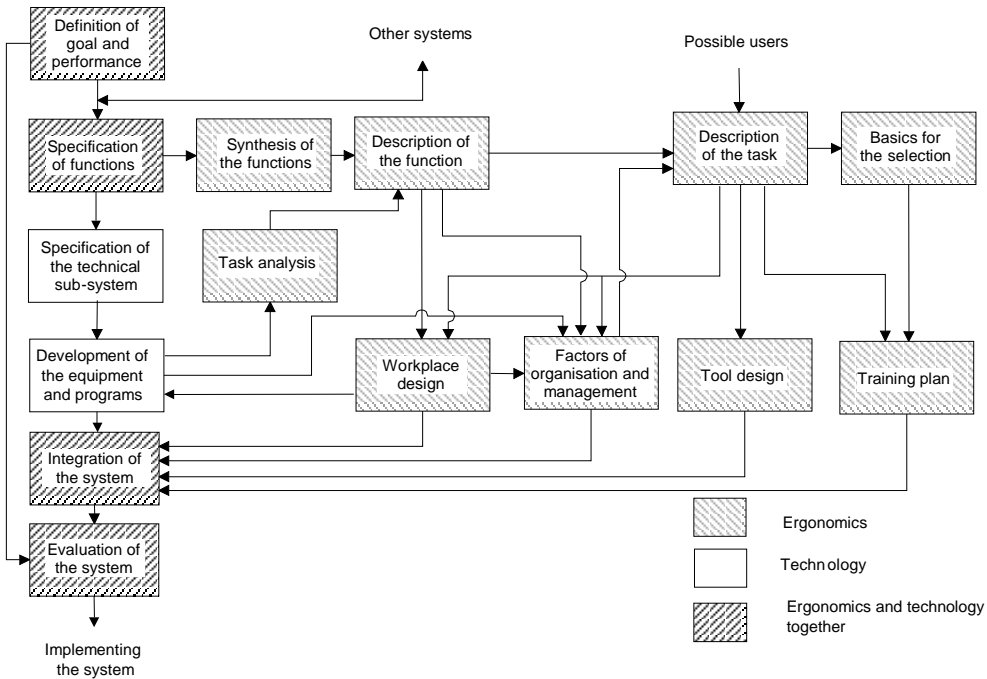 Definition of
goal and
performance
Other systems
Possible users
Specification
of functions
Synthesis of
the functions
Description of
the function
Description
of the task
Basics for
the selection
Specification of
the technical
sub-system
Task analysis
Development of
the equipment
and programs
Workplace
design
Factors of
organisation and
management
Tool design
Training plan
Integration of
the system
Evaluation of
the system
Implementing
the system
Ergonomics
Technology
Ergonomics and technology
together